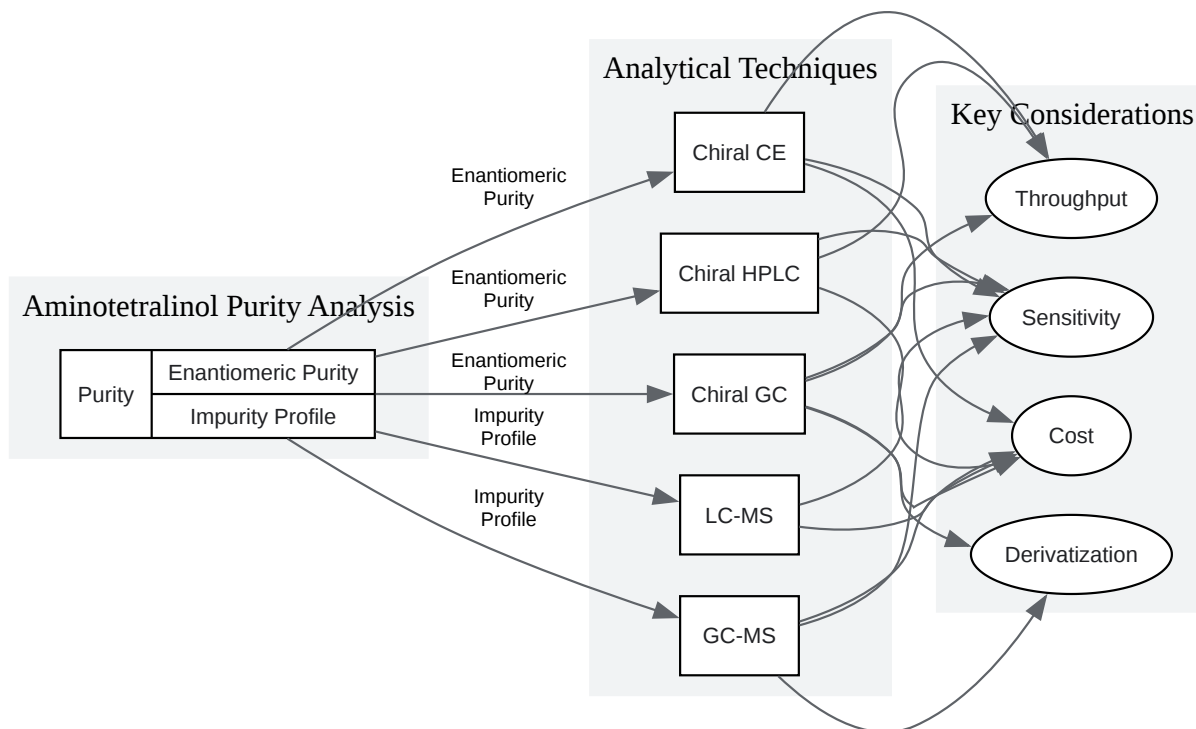 Analytical Techniques
Key Considerations
Chiral CE
Enantiomeric
Purity
Throughput
Chiral HPLC
Enantiomeric
Purity
Aminotetralinol Purity Analysis
Sensitivity
Enantiomeric
Purity
Purity
Enantiomeric Purity
Impurity Profile
Chiral GC
Impurity
Profile
Cost
LC-MS
Impurity
Profile
Derivatization
GC-MS